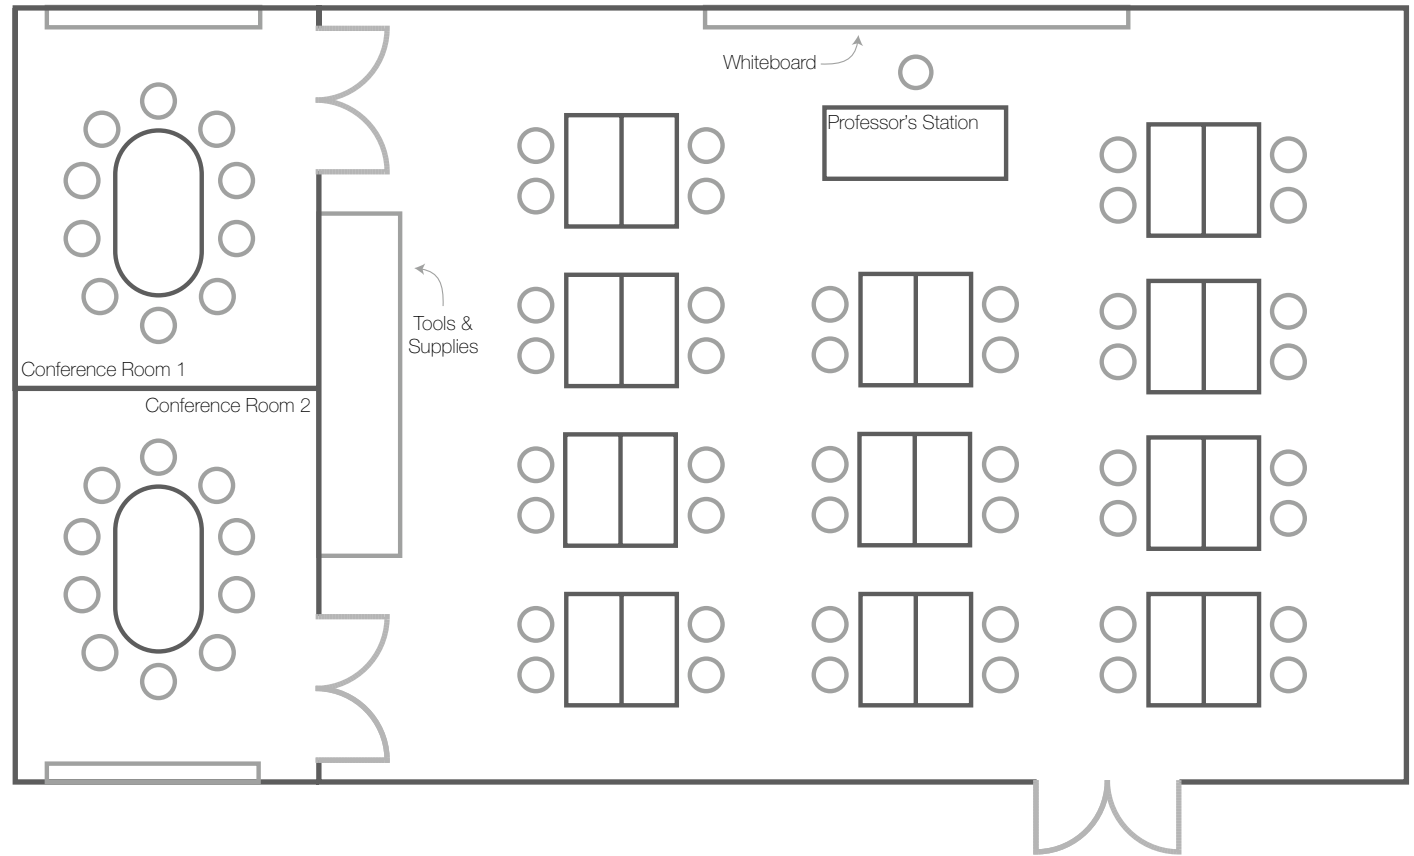 Whiteboard
Professor's Station
Tools &
Supplies
Conference Room 1
Conference Room 2